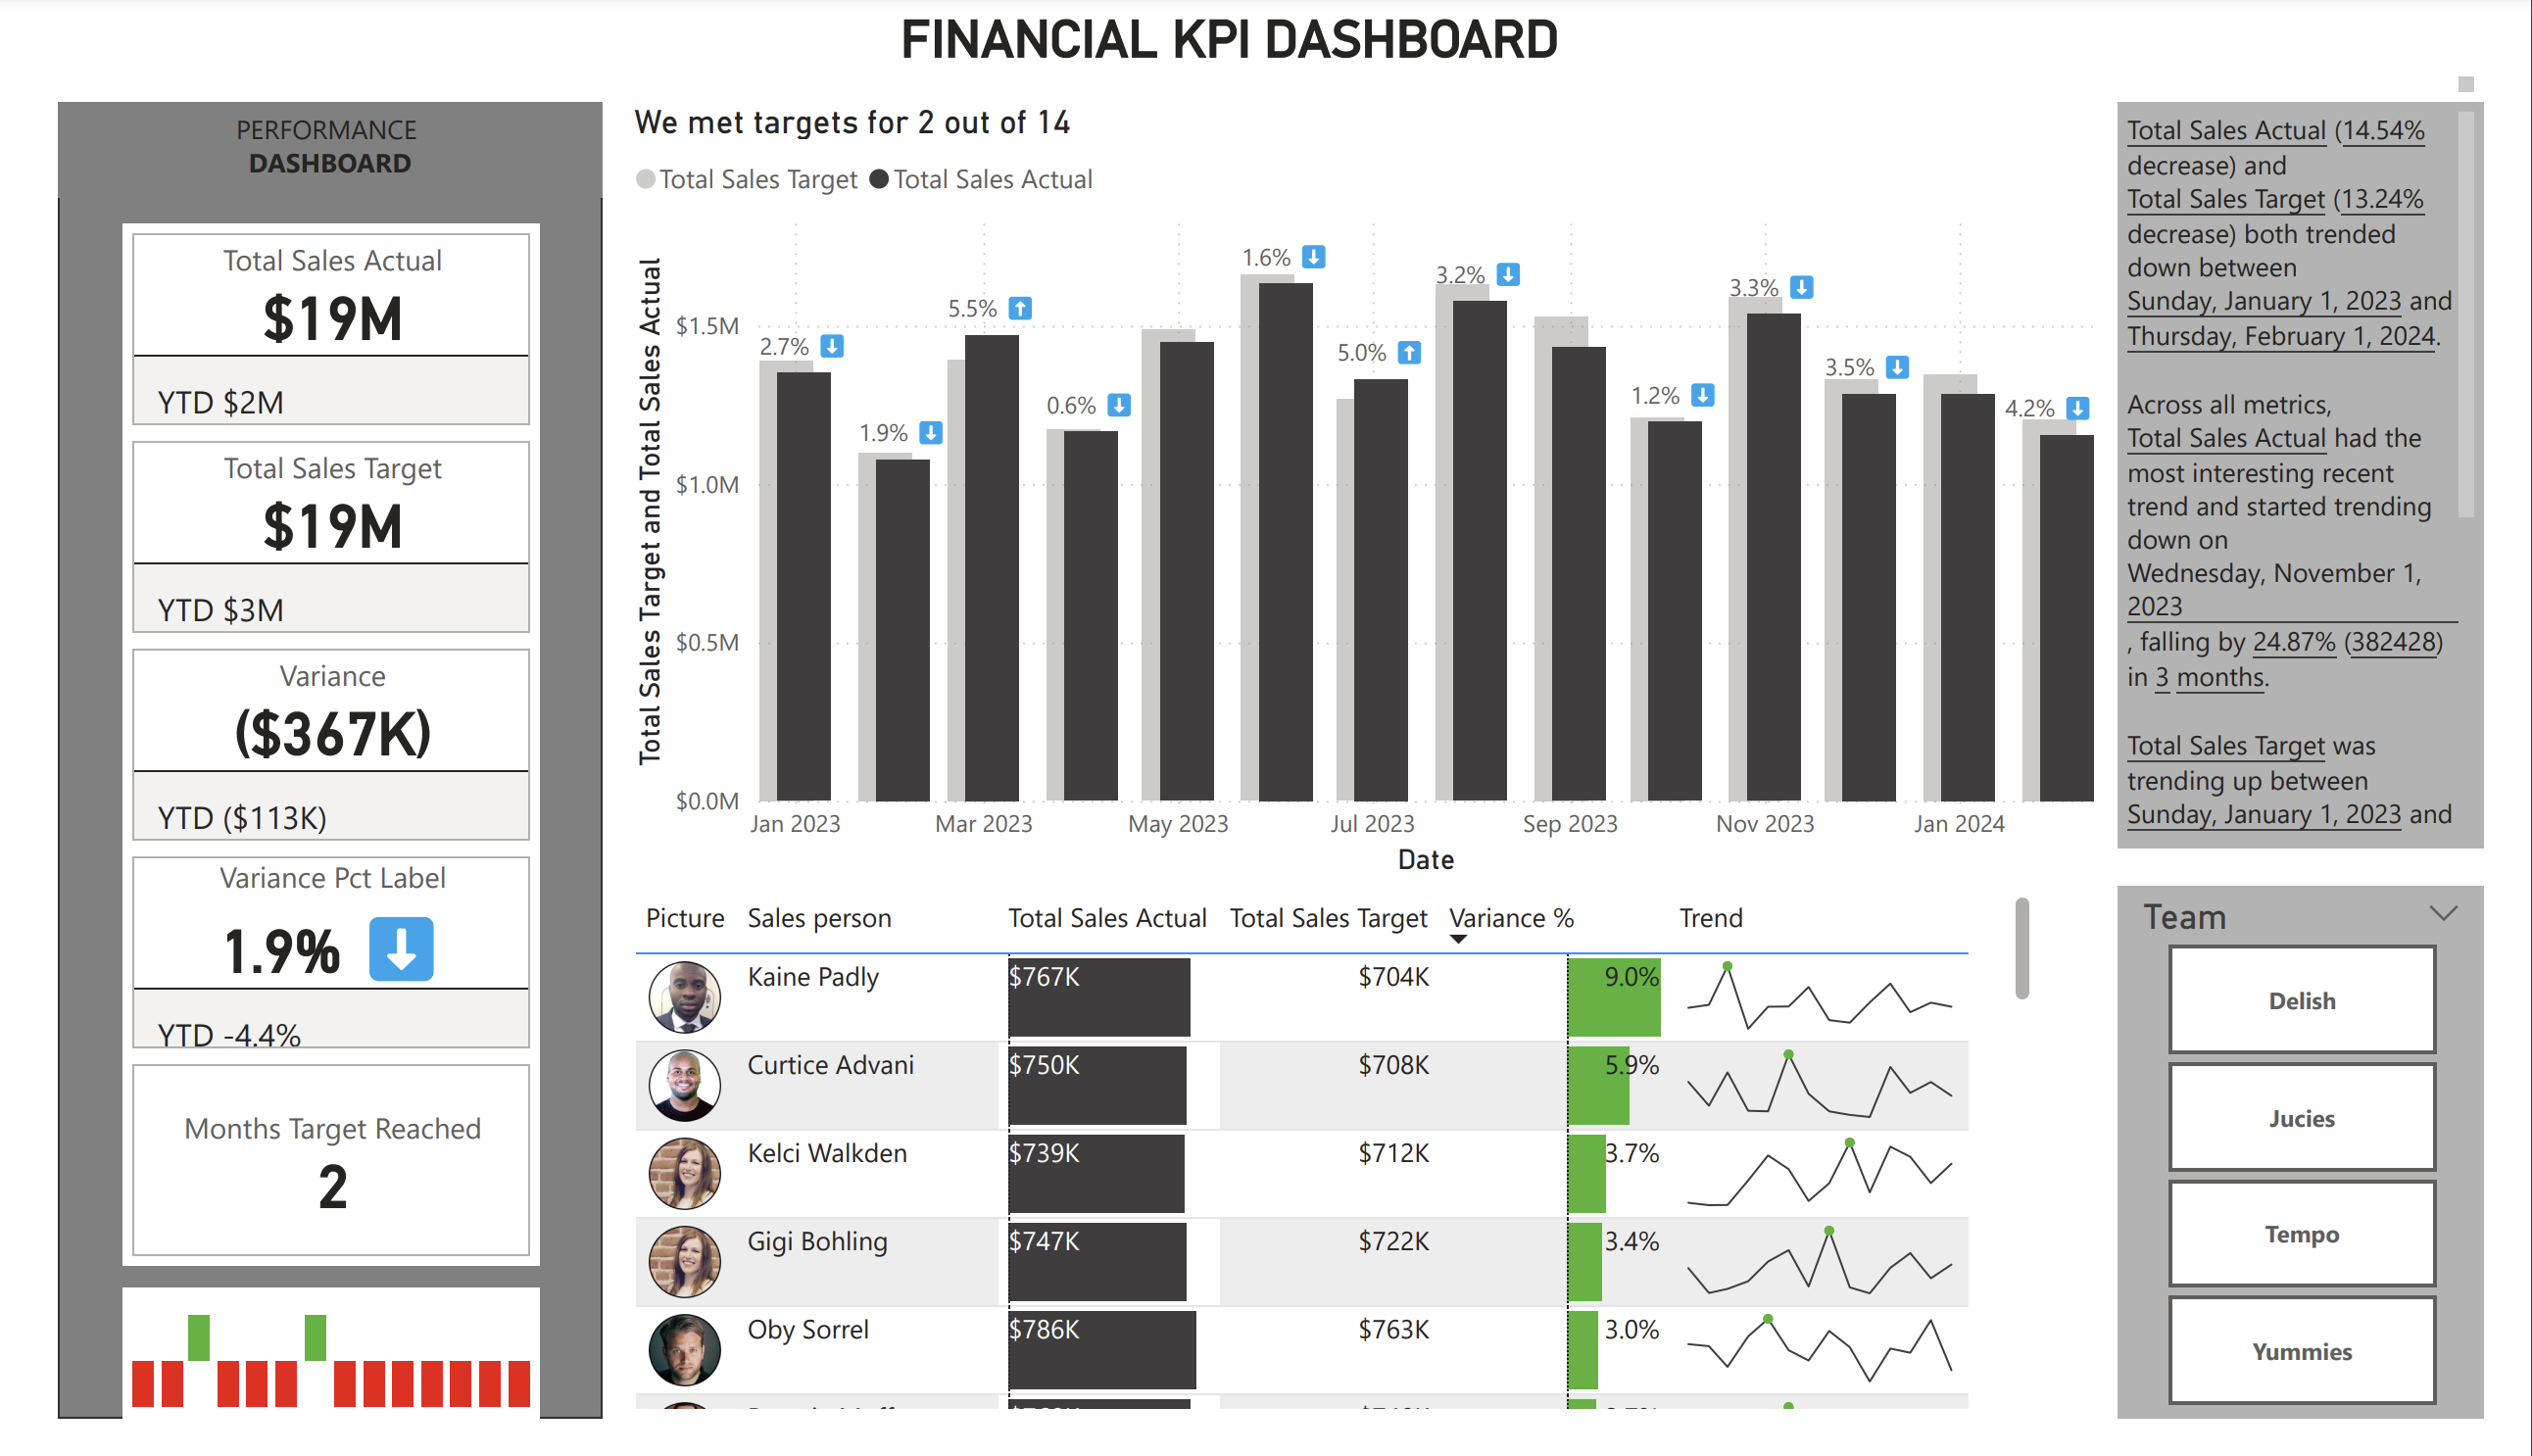 FINANCIAL KPI DASHBOARD
PERFORMANCE
DASHBOARD
Total Sales Actual
$19M
YTD $2M
Total Sales Target
$19M
YTD $3M
Variance
($367K)
YTD ($113K)
Variance Pct Label
1.9%
YTD -4.4%
Months Target Reached
2
We met targets for 2 out of 14
Total Sales Target Total Sales Actual
Total Sales Target and Total Sales Actual
$1.5M
$1.0M
$0.5M
$0.0M
2.7%
1.9%
5.5%
0.6%
1.6%
5.0%
3.2%
1.2%
3.3%
3.5%
4.2%
Jan 2023 Mar 2023 May 2023 Jul 2023 Sep 2023 Nov 2023 Jan 2024
Date
Picture Sales person Total Sales Actual Total Sales Target Variance % Trend
Kaine Padly $767K $704K 9.0%
Curtice Advani $750K $708K 5.9%
Kelci Walkden $739K $712K 3.7%
Gigi Bohling $747K $722K 3.4%
Oby Sorrel $786K $763K 3.0%
Total Sales Actual (14.54%
decrease) and
Total Sales Target (13.24%
decrease) both trended
down between
Sunday, January 1, 2023 and
Thursday, February 1, 2024.
Across all metrics,
Total Sales Actual had the
most interesting recent
trend and started trending
down on
Wednesday, November 1,
2023
, falling by 24.87% (382428)
in 3 months.
Total Sales Target was
trending up between
Sunday, January 1, 2023 and
Team
Delish
Jucies
Tempo
Yummies